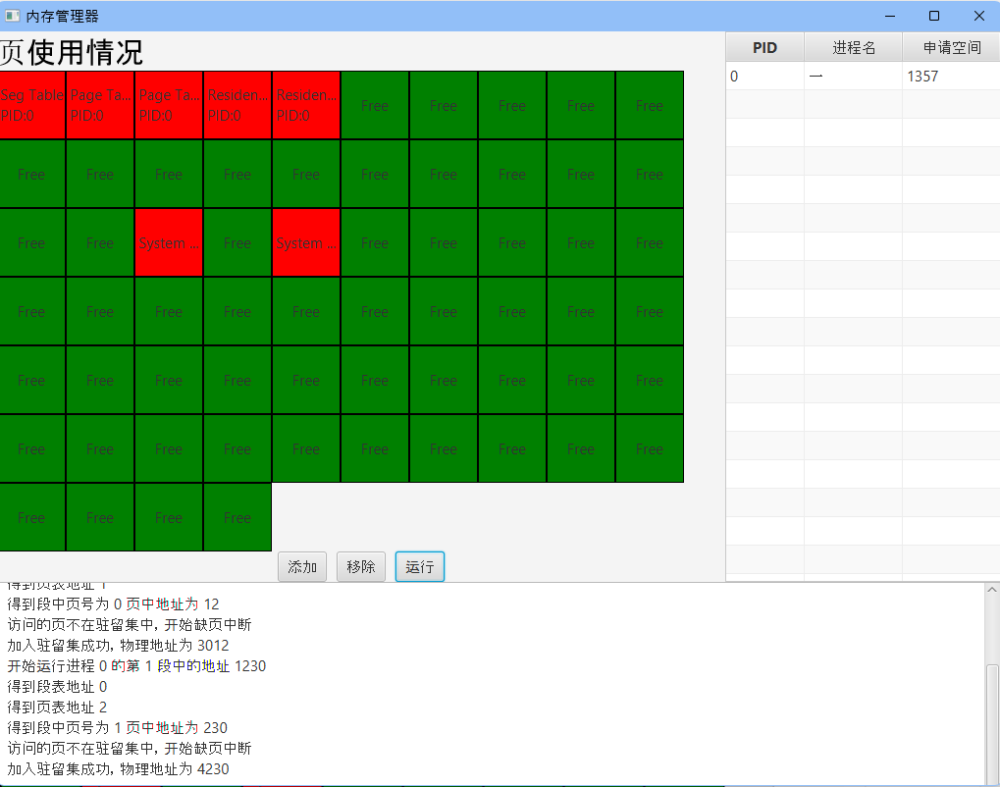 内存管理器
页使用情况
Seg Table Page Ta... Page Ta... Residen... Residen... Free Free Free Free Free
PID:0 PID:0 PID:0 PID:0 PID:0
Free Free Free Free Free Free Free Free Free Free
Free Free System ... Free System ... Free Free Free Free Free
Free Free Free Free Free Free Free Free Free Free
Free Free Free Free Free Free Free Free Free Free
Free Free Free Free Free Free Free Free Free Free
Free Free Free Free
添加 移除 运行
PID 进程名 申请空间
0 一 1357
得到页表地址 1
得到段中页号为 0 页中地址为 12
访问的页不在驻留集中, 开始缺页中断
加入驻留集成功, 物理地址为 3012
开始运行进程 0 的第 1 段中的地址 1230
得到段表地址 0
得到页表地址 2
得到段中页号为 1 页中地址为 230
访问的页不在驻留集中, 开始缺页中断
加入驻留集成功, 物理地址为 4230